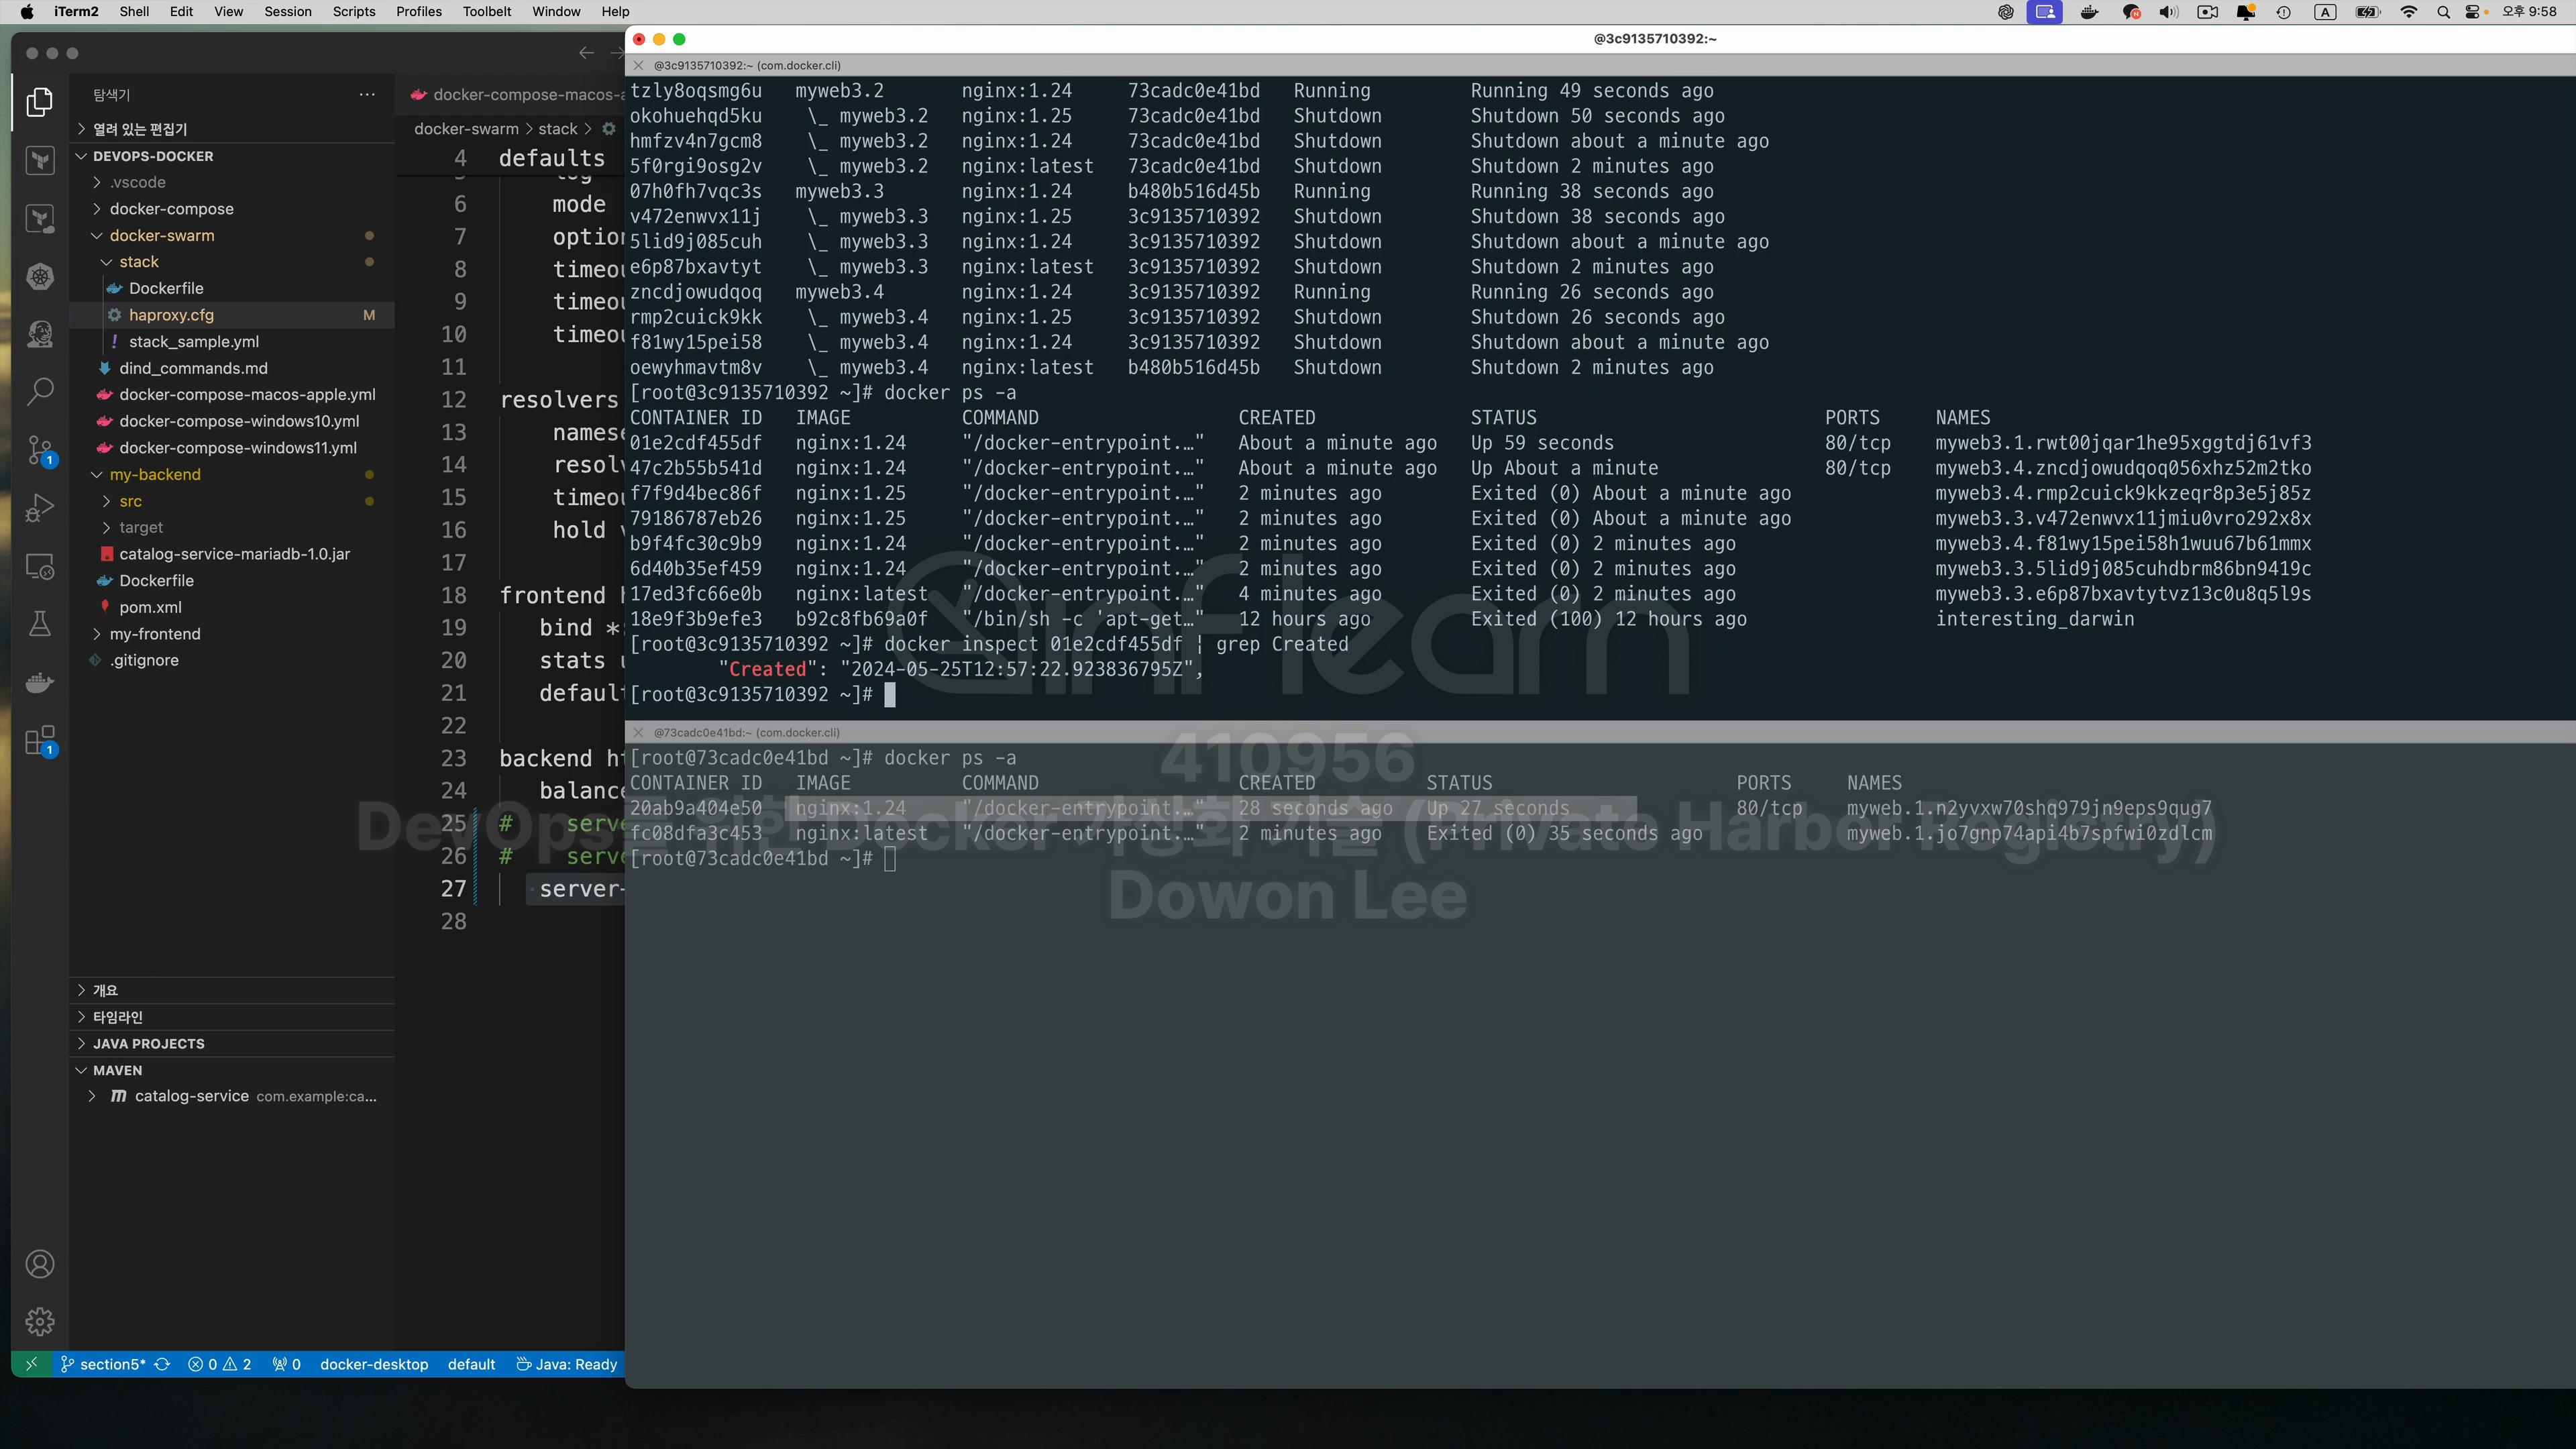 iTerm2 Shell Edit View Session Scripts Profiles Toolbelt Window Help
A 오후 9:58
탐색기
열려 있는 편집기
DEVOPS-DOCKER
.vscode
docker-compose
docker-swarm
stack
Dockerfile
haproxy.cfg M
stack_sample.yml
dind_commands.md
docker-compose-macos-apple.yml
docker-compose-windows10.yml
docker-compose-windows11.yml
my-backend
src
target
catalog-service-mariadb-1.0.jar
Dockerfile
pom.xml
my-frontend
.gitignore
1
1
개요
타임라인
JAVA PROJECTS
MAVEN
catalog-service com.example:ca...
section5* 0 2 0 docker-desktop default Java: Ready
docker-compose-macos-a
docker-swarm > stack >
4 defaults
6 mode
7 option
8 timeou
9 timeou
10 timeou
11
12 resolvers
13 namese
14 resolv
15 timeou
16 hold v
17
18 frontend h
19 bind *:
20 stats u
21 default
22
23 backend ht
24 balance
25 # serve
26 # serve
27 server-
28
@3c9135710392:~
@3c9135710392:~ (com.docker.cli)
tzly8oqsmg6u myweb3.2 nginx:1.24 73cadc0e41bd Running Running 49 seconds ago
okohuehqd5ku \_ myweb3.2 nginx:1.25 73cadc0e41bd Shutdown Shutdown 50 seconds ago
hmfzv4n7gcm8 \_ myweb3.2 nginx:1.24 73cadc0e41bd Shutdown Shutdown about a minute ago
5f0rgi9osg2v \_ myweb3.2 nginx:latest 73cadc0e41bd Shutdown Shutdown 2 minutes ago
07h0fh7vqc3s myweb3.3 nginx:1.24 b480b516d45b Running Running 38 seconds ago
v472enwvx11j \_ myweb3.3 nginx:1.25 3c9135710392 Shutdown Shutdown 38 seconds ago
5lid9j085cuh \_ myweb3.3 nginx:1.24 3c9135710392 Shutdown Shutdown about a minute ago
e6p87bxavtyt \_ myweb3.3 nginx:latest 3c9135710392 Shutdown Shutdown 2 minutes ago
zncdjowudqoq myweb3.4 nginx:1.24 3c9135710392 Running Running 26 seconds ago
rmp2cuick9kk \_ myweb3.4 nginx:1.25 3c9135710392 Shutdown Shutdown 26 seconds ago
f81wy15pei58 \_ myweb3.4 nginx:1.24 3c9135710392 Shutdown Shutdown about a minute ago
oewyhmavtm8v \_ myweb3.4 nginx:latest b480b516d45b Shutdown Shutdown 2 minutes ago
[root@3c9135710392 ~]# docker ps -a
CONTAINER ID IMAGE COMMAND CREATED STATUS PORTS NAMES
01e2cdf455df nginx:1.24 "/docker-entrypoint.…" About a minute ago Up 59 seconds 80/tcp myweb3.1.rwt00jqar1he95xggtdj61vf3
47c2b55b541d nginx:1.24 "/docker-entrypoint.…" About a minute ago Up About a minute 80/tcp myweb3.4.zncdjowudqoq056xhz52m2tko
f7f9d4bec86f nginx:1.25 "/docker-entrypoint.…" 2 minutes ago Exited (0) About a minute ago myweb3.4.rmp2cuick9kkzeqr8p3e5j85z
79186787eb26 nginx:1.25 "/docker-entrypoint.…" 2 minutes ago Exited (0) About a minute ago myweb3.3.v472enwvx11jmiu0vro292x8x
b9f4fc30c9b9 nginx:1.24 "/docker-entrypoint.…" 2 minutes ago Exited (0) 2 minutes ago myweb3.4.f81wy15pei58h1wuu67b61mmx
6d40b35ef459 nginx:1.24 "/docker-entrypoint.…" 2 minutes ago Exited (0) 2 minutes ago myweb3.3.5lid9j085cuhdbrm86bn9419c
17ed3fc66e0b nginx:latest "/docker-entrypoint.…" 4 minutes ago Exited (0) 2 minutes ago myweb3.3.e6p87bxavtytvz13c0u8q5l9s
18e9f3b9efe3 b92c8fb69a0f "/bin/sh -c 'apt-get…" 12 hours ago Exited (100) 12 hours ago interesting_darwin
[root@3c9135710392 ~]# docker inspect 01e2cdf455df | grep Created
"Created": "2024-05-25T12:57:22.923836795Z",
[root@3c9135710392 ~]#
inflearn
@73cadc0e41bd:~ (com.docker.cli)
410956
[root@73cadc0e41bd ~]# docker ps -a
CONTAINER ID IMAGE COMMAND CREATED STATUS PORTS NAMES
20ab9a404e50 nginx:1.24 "/docker-entrypoint.…" 28 seconds ago Up 27 seconds 80/tcp myweb.1.n2yvxw70shq979jn9eps9qug7
fc08dfa3c453 nginx:latest "/docker-entrypoint.…" 2 minutes ago Exited (0) 35 seconds ago myweb.1.jo7gnp74api4b7spfwi0zdlcm
[root@73cadc0e41bd ~]#
DevOps를 위한 Docker 가상화 기술 (Private Harbor Registry)
Dowon Lee